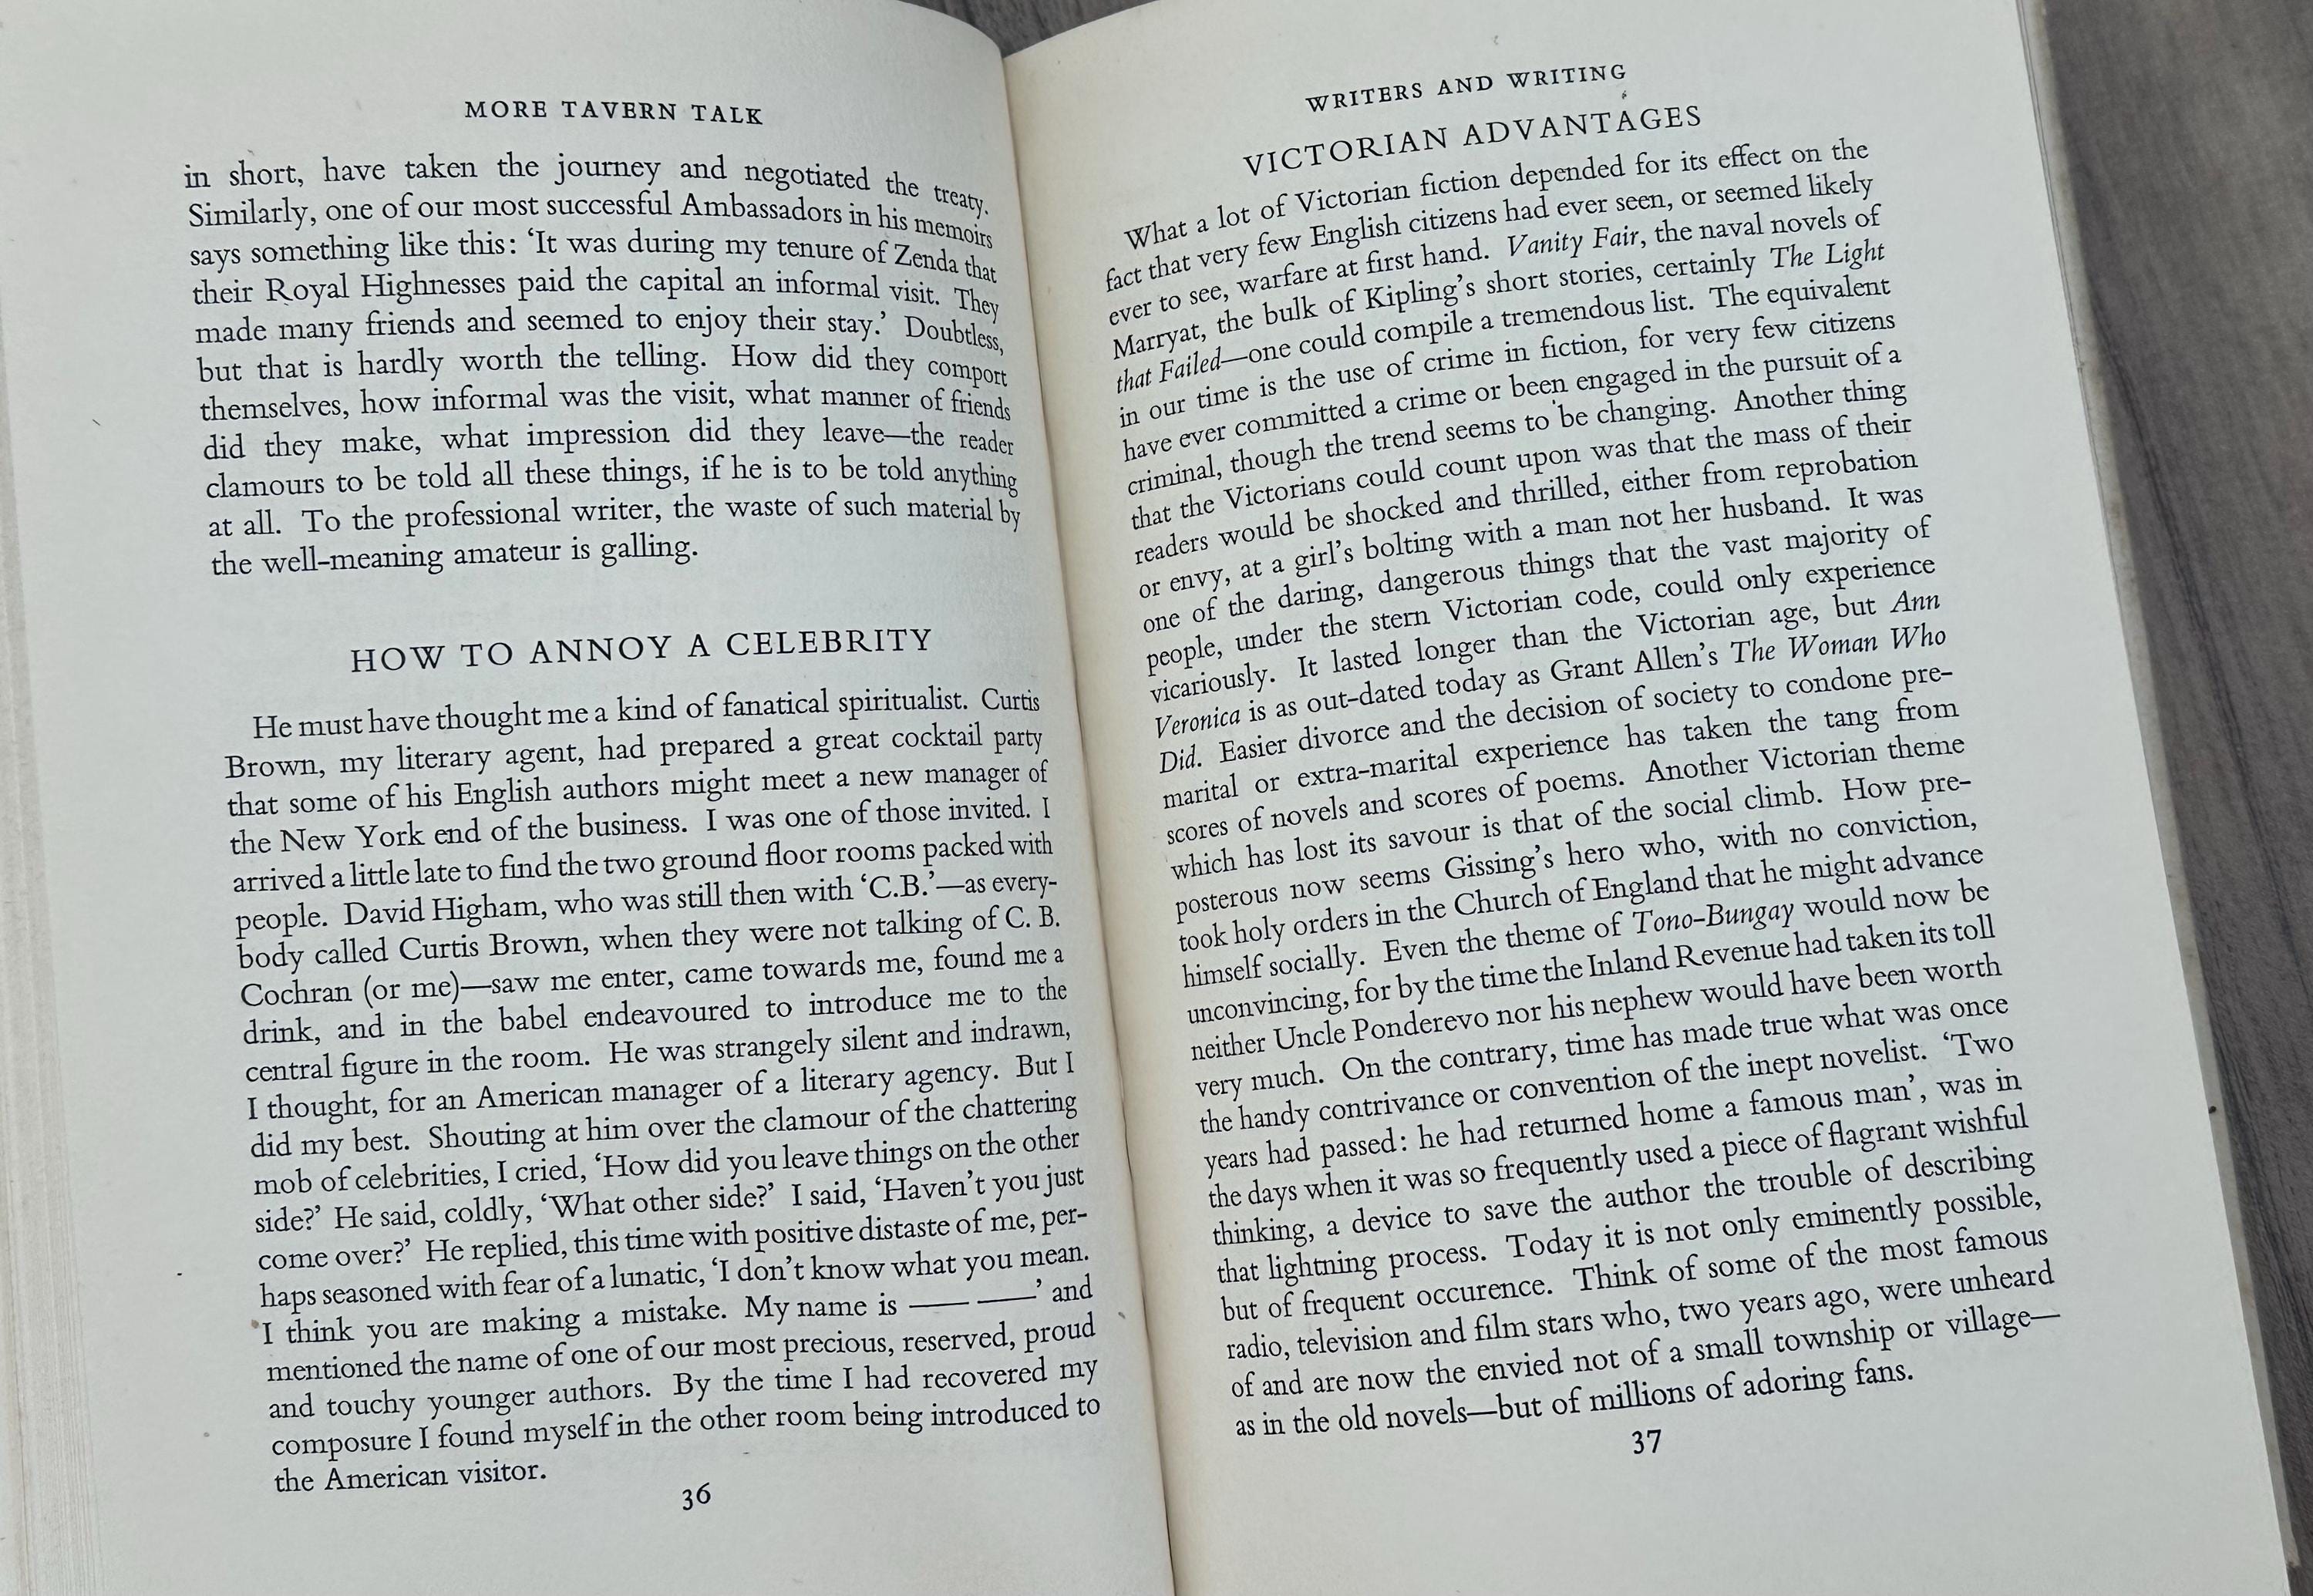 MORE TAVERN TALK
in short, have taken the journey and negotiated the treaty.
Similarly, one of our most successful Ambassadors in his memoirs
says something like this: ‘It was during my tenure of Zenda that
their Royal Highnesses paid the capital an informal visit. They
made many friends and seemed to enjoy their stay.’ Doubtless,
but that is hardly worth the telling. How did they comport
themselves, how informal was the visit, what manner of friends
did they make, what impression did they leave—the reader
clamours to be told all these things, if he is to be told anything
at all. To the professional writer, the waste of such material by
the well-meaning amateur is galling.
HOW TO ANNOY A CELEBRITY
He must have thought me a kind of fanatical spiritualist. Curtis
Brown, my literary agent, had prepared a great cocktail party
that some of his English authors might meet a new manager of
the New York end of the business. I was one of those invited. I
arrived a little late to find the two ground floor rooms packed with
people. David Higham, who was still then with ‘C.B.’—as every-
body called Curtis Brown, when they were not talking of C. B.
Cochran (or me)—saw me enter, came towards me, found me a
drink, and in the babel endeavoured to introduce me to the
central figure in the room. He was strangely silent and indrawn,
I thought, for an American manager of a literary agency. But I
did my best. Shouting at him over the clamour of the chattering
mob of celebrities, I cried, ‘How did you leave things on the other
side?’ He said, coldly, ‘What other side?’ I said, ‘Haven’t you just
come over?’ He replied, this time with positive distaste of me, per-
haps seasoned with fear of a lunatic, ‘I don’t know what you mean.
I think you are making a mistake. My name is —— ——’ and
mentioned the name of one of our most precious, reserved, proud
and touchy younger authors. By the time I had recovered my
composure I found myself in the other room being introduced to
the American visitor.
36
WRITERS AND WRITING
VICTORIAN ADVANTAGES
What a lot of Victorian fiction depended for its effect on the
fact that very few English citizens had ever seen, or seemed likely
ever to see, warfare at first hand. Vanity Fair, the naval novels of
Marryat, the bulk of Kipling’s short stories, certainly The Light
that Failed—one could compile a tremendous list. The equivalent
in our time is the use of crime in fiction, for very few citizens
have ever committed a crime or been engaged in the pursuit of a
criminal, though the trend seems to be changing. Another thing
that the Victorians could count upon was that the mass of their
readers would be shocked and thrilled, either from reprobation
or envy, at a girl’s bolting with a man not her husband. It was
one of the daring, dangerous things that the vast majority of
people, under the stern Victorian code, could only experience
vicariously. It lasted longer than the Victorian age, but Ann
Veronica is as out-dated today as Grant Allen’s The Woman Who
Did. Easier divorce and the decision of society to condone pre-
marital or extra-marital experience has taken the tang from
scores of novels and scores of poems. Another Victorian theme
which has lost its savour is that of the social climb. How pre-
posterous now seems Gissing’s hero who, with no conviction,
took holy orders in the Church of England that he might advance
himself socially. Even the theme of Tono-Bungay would now be
unconvincing, for by the time the Inland Revenue had taken its toll
neither Uncle Ponderevo nor his nephew would have been worth
very much. On the contrary, time has made true what was once
the handy contrivance or convention of the inept novelist. ‘Two
years had passed: he had returned home a famous man’, was in
the days when it was so frequently used a piece of flagrant wishful
thinking, a device to save the author the trouble of describing
that lightning process. Today it is not only eminently possible,
but of frequent occurence. Think of some of the most famous
radio, television and film stars who, two years ago, were unheard
of and are now the envied not of a small township or village—
as in the old novels—but of millions of adoring fans.
37